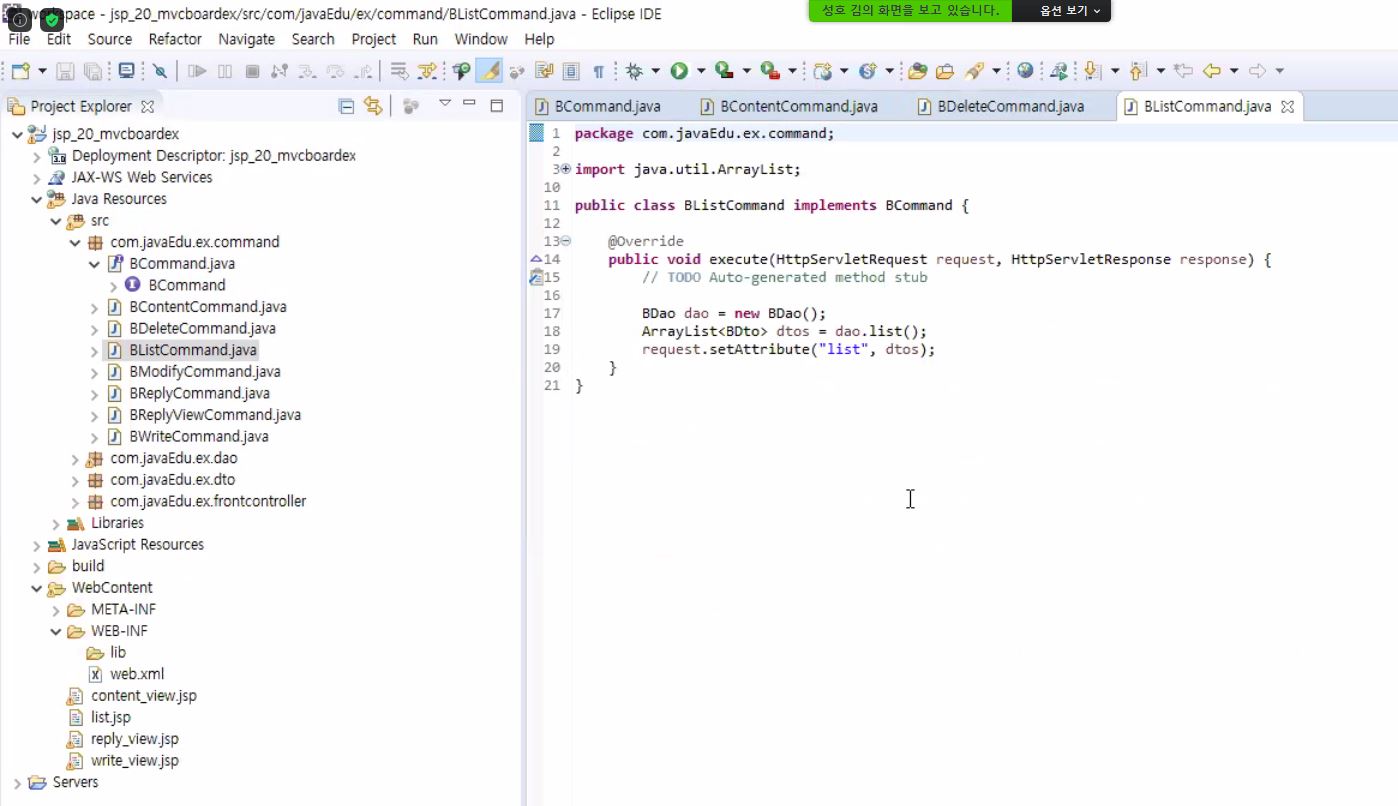 workspace - jsp_20_mvcboardex/src/com/javaEdu/ex/command/BListCommand.java - Eclipse IDE
성호 김의 화면을 보고 있습니다. 옵션 보기
File Edit Source Refactor Navigate Search Project Run Window Help
Project Explorer
jsp_20_mvcboardex
Deployment Descriptor: jsp_20_mvcboardex
JAX-WS Web Services
Java Resources
src
com.javaEdu.ex.command
BCommand.java
BCommand
BContentCommand.java
BDeleteCommand.java
BListCommand.java
BModifyCommand.java
BReplyCommand.java
BReplyViewCommand.java
BWriteCommand.java
com.javaEdu.ex.dao
com.javaEdu.ex.dto
com.javaEdu.ex.frontcontroller
Libraries
JavaScript Resources
build
WebContent
META-INF
WEB-INF
lib
web.xml
content_view.jsp
list.jsp
reply_view.jsp
write_view.jsp
Servers
BCommand.java BContentCommand.java BDeleteCommand.java BListCommand.java
1 package com.javaEdu.ex.command;
2
3 import java.util.ArrayList;
10
11 public class BListCommand implements BCommand {
12
13 @Override
14 public void execute(HttpServletRequest request, HttpServletResponse response) {
15 // TODO Auto-generated method stub
16
17 BDao dao = new BDao();
18 ArrayList<BDto> dtos = dao.list();
19 request.setAttribute("list", dtos);
20 }
21 }